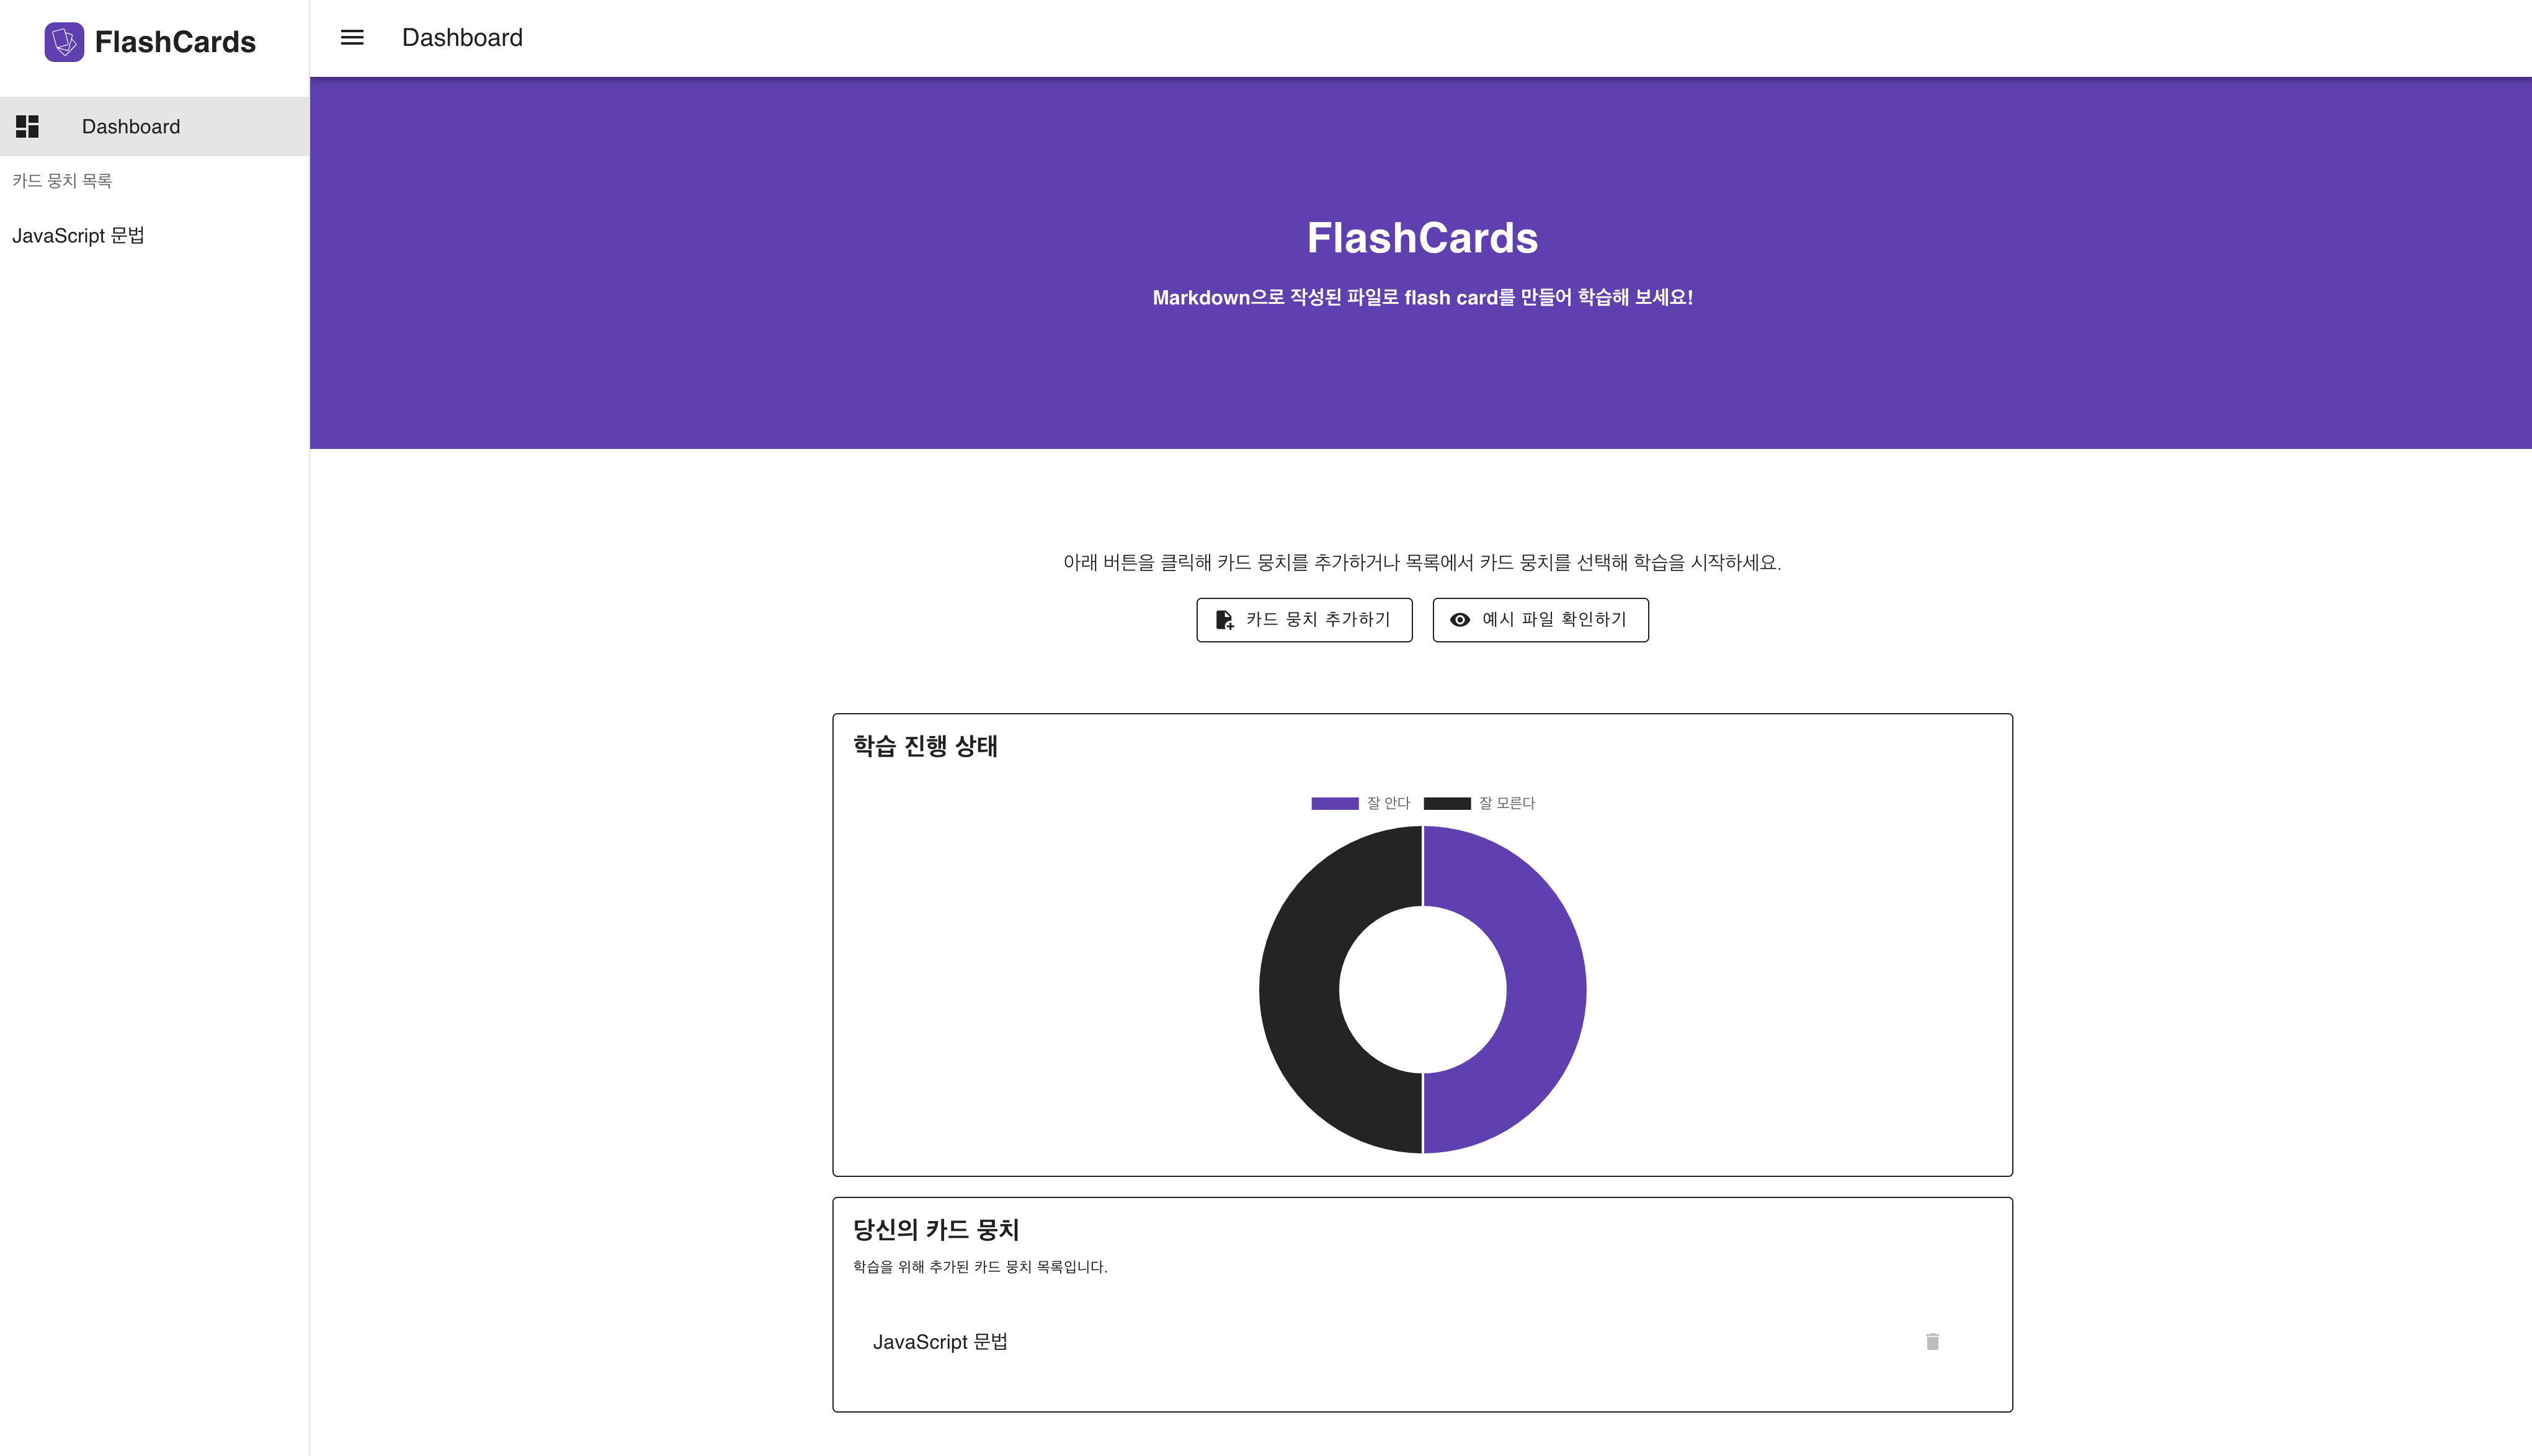 FlashCards
Dashboard
Dashboard
카드 뭉치 목록
JavaScript 문법
FlashCards
Markdown으로 작성된 파일로 flash card를 만들어 학습해 보세요!
아래 버튼을 클릭해 카드 뭉치를 추가하거나 목록에서 카드 뭉치를 선택해 학습을 시작하세요.
카드 뭉치 추가하기
예시 파일 확인하기
학습 진행 상태
잘 안다
잘 모른다
당신의 카드 뭉치
학습을 위해 추가된 카드 뭉치 목록입니다.
JavaScript 문법